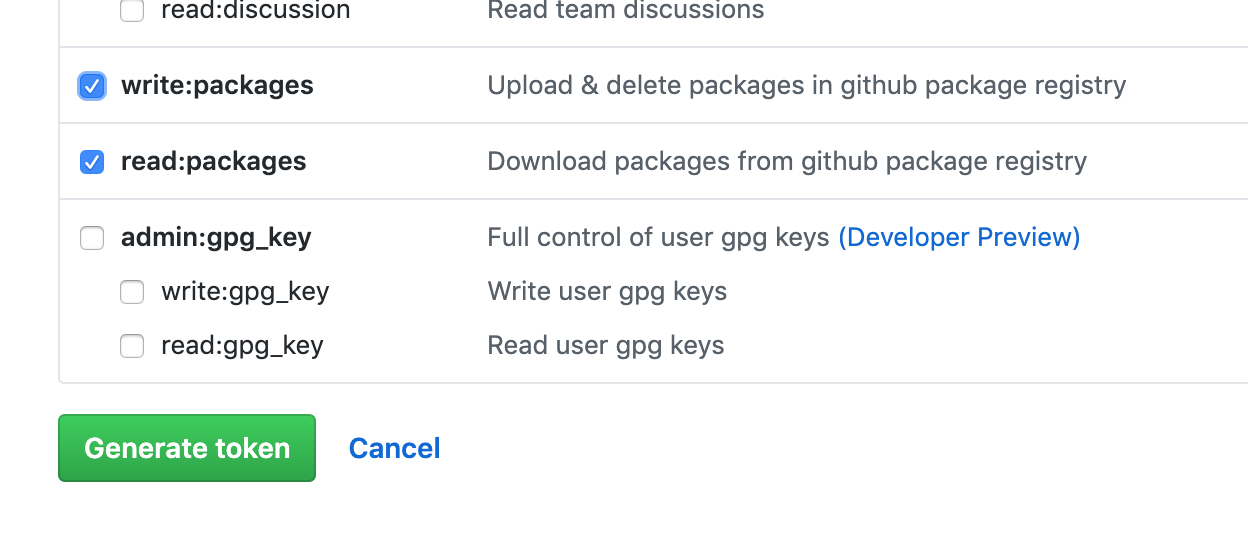 read:discussion Read team discussions
write:packages Upload & delete packages in github package registry
read:packages Download packages from github package registry
admin:gpg_key Full control of user gpg keys (Developer Preview)
write:gpg_key Write user gpg keys
read:gpg_key Read user gpg keys
Generate token Cancel